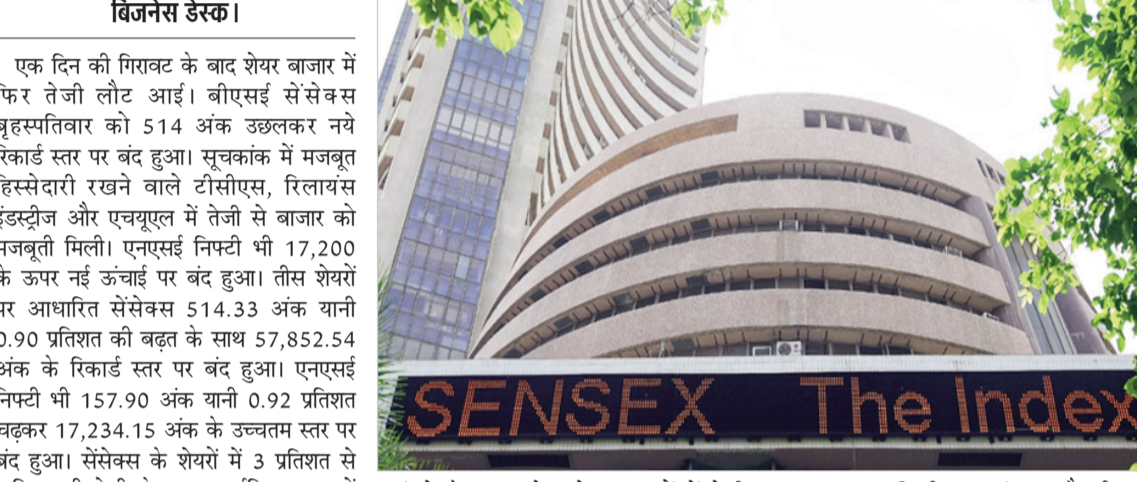 बिजनेस डेस्क।
एक दिन की गिरावट के बाद शेयर बाजार में
फिर तेजी लौट आई। बीएसई सेंसेक्स
बृहस्पतिवार को 514 अंक उछलकर नये
रिकार्ड स्तर पर बंद हुआ। सूचकांक में मजबूत
हिस्सेदारी रखने वाले टीसीएस, रिलायंस
इंडस्ट्रीज और एचयूएल में तेजी से बाजार को
मजबूती मिली। एनएसई निफ्टी भी 17,200
के ऊपर नई ऊंचाई पर बंद हुआ। तीस शेयरों
पर आधारित सेंसेक्स 514.33 अंक यानी
0.90 प्रतिशत की बढ़त के साथ 57,852.54
अंक के रिकार्ड स्तर पर बंद हुआ। एनएसई
निफ्टी भी 157.90 अंक यानी 0.92 प्रतिशत
चढ़कर 17,234.15 अंक के उच्चतम स्तर पर
बंद हुआ। सेंसेक्स के शेयरों में 3 प्रतिशत से
SENSEX The Index